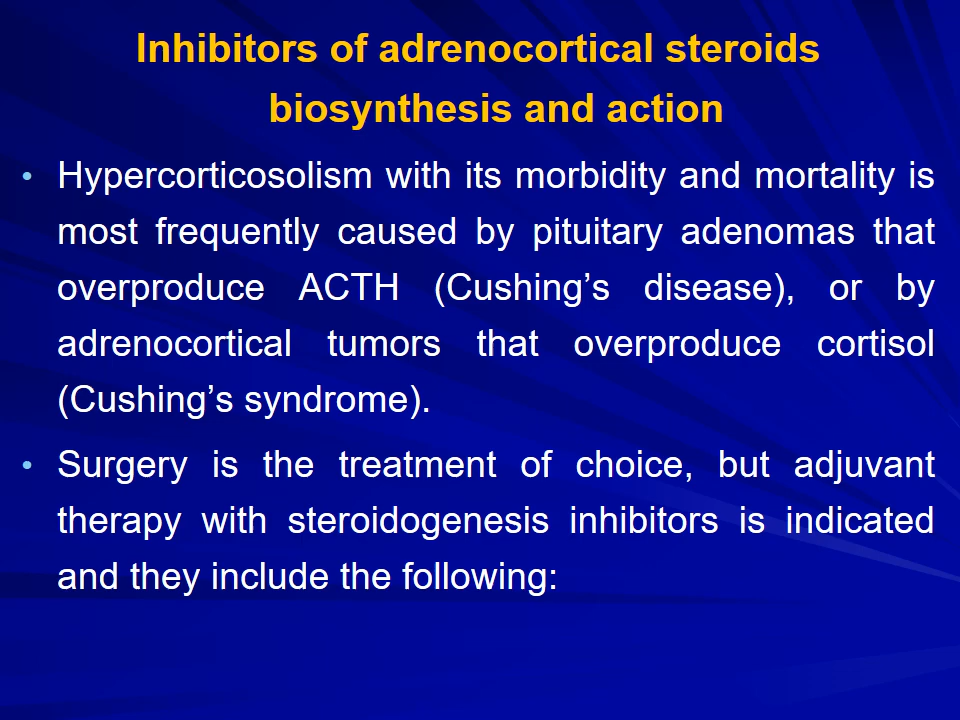 Inhibitors of adrenocortical steroids
biosynthesis and action
• Hypercorticosolism with its morbidity and mortality is
most frequently caused by pituitary adenomas that
overproduce ACTH (Cushing’s disease), or by
adrenocortical tumors that overproduce cortisol
(Cushing’s syndrome).
• Surgery is the treatment of choice, but adjuvant
therapy with steroidogenesis inhibitors is indicated
and they include the following: